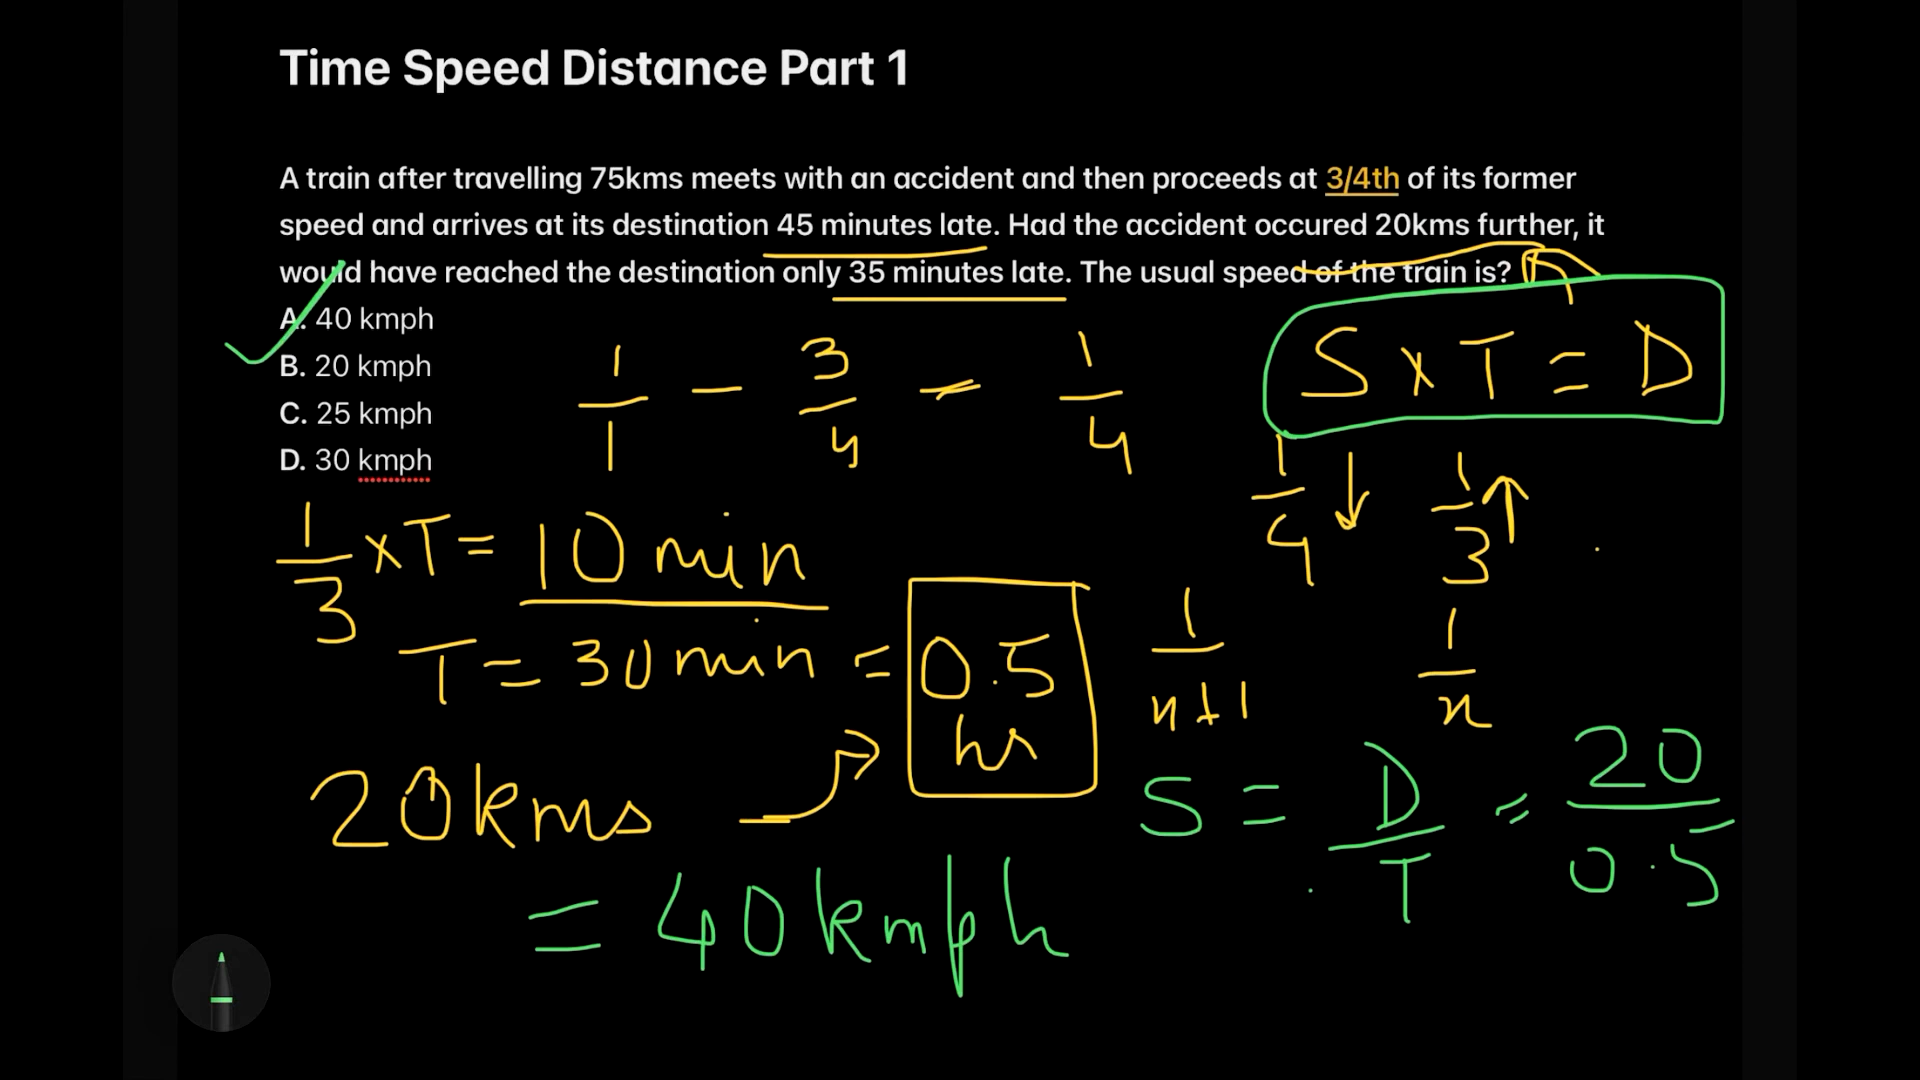 Time Speed Distance Part 1
A train after travelling 75kms meets with an accident and then proceeds at 3/4th of its former
speed and arrives at its destination 45 minutes late. Had the accident occured 20kms further, it
would have reached the destination only 35 minutes late. The usual speed of the train is?
A. 40 kmph
B. 20 kmph
C. 25 kmph
D. 30 kmph
1/1 - 3/4 = 1/4
S x T = D
1/4 ↓ 1/3 ↑
1/3 x T = 10 min
T = 30 min = 0.5 hr
1/n+1 1/n
20kms
S = D/T = 20/0.5
= 40kmph